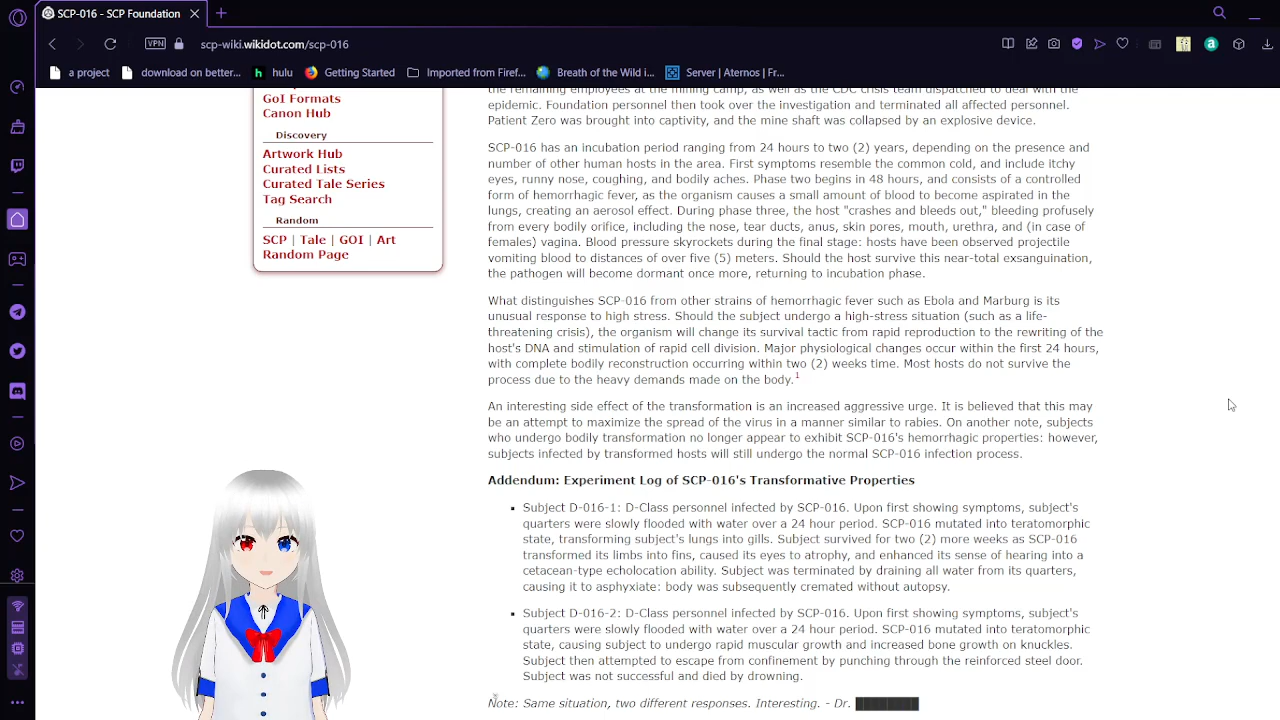 SCP-016 - SCP Foundation
VPN
scp-wiki.wikidot.com/scp-016
a project
download on better...
hulu
Getting Started
Imported from Firef...
Breath of the Wild i...
Server | Aternos | Fr...
GoI Formats
Canon Hub
Discovery
Artwork Hub
Curated Lists
Curated Tale Series
Tag Search
Random
SCP | Tale | GOI | Art
Random Page
the remaining employees at the mining camp, as well as the CDC crisis team dispatched to deal with the
epidemic. Foundation personnel then took over the investigation and terminated all affected personnel.
Patient Zero was brought into captivity, and the mine shaft was collapsed by an explosive device.
SCP-016 has an incubation period ranging from 24 hours to two (2) years, depending on the presence and
number of other human hosts in the area. First symptoms resemble the common cold, and include itchy
eyes, runny nose, coughing, and bodily aches. Phase two begins in 48 hours, and consists of a controlled
form of hemorrhagic fever, as the organism causes a small amount of blood to become aspirated in the
lungs, creating an aerosol effect. During phase three, the host "crashes and bleeds out," bleeding profusely
from every bodily orifice, including the nose, tear ducts, anus, skin pores, mouth, urethra, and (in case of
females) vagina. Blood pressure skyrockets during the final stage: hosts have been observed projectile
vomiting blood to distances of over five (5) meters. Should the host survive this near-total exsanguination,
the pathogen will become dormant once more, returning to incubation phase.
What distinguishes SCP-016 from other strains of hemorrhagic fever such as Ebola and Marburg is its
unusual response to high stress. Should the subject undergo a high-stress situation (such as a life-
threatening crisis), the organism will change its survival tactic from rapid reproduction to the rewriting of the
host's DNA and stimulation of rapid cell division. Major physiological changes occur within the first 24 hours,
with complete bodily reconstruction occurring within two (2) weeks time. Most hosts do not survive the
process due to the heavy demands made on the body.1
An interesting side effect of the transformation is an increased aggressive urge. It is believed that this may
be an attempt to maximize the spread of the virus in a manner similar to rabies. On another note, subjects
who undergo bodily transformation no longer appear to exhibit SCP-016's hemorrhagic properties: however,
subjects infected by transformed hosts will still undergo the normal SCP-016 infection process.
Addendum: Experiment Log of SCP-016's Transformative Properties
Subject D-016-1: D-Class personnel infected by SCP-016. Upon first showing symptoms, subject's
quarters were slowly flooded with water over a 24 hour period. SCP-016 mutated into teratomorphic
state, transforming subject's lungs into gills. Subject survived for two (2) more weeks as SCP-016
transformed its limbs into fins, caused its eyes to atrophy, and enhanced its sense of hearing into a
cetacean-type echolocation ability. Subject was terminated by draining all water from its quarters,
causing it to asphyxiate: body was subsequently cremated without autopsy.
Subject D-016-2: D-Class personnel infected by SCP-016. Upon first showing symptoms, subject's
quarters were slowly flooded with water over a 24 hour period. SCP-016 mutated into teratomorphic
state, causing subject to undergo rapid muscular growth and increased bone growth on knuckles.
Subject then attempted to escape from confinement by punching through the reinforced steel door.
Subject was not successful and died by drowning.
Note: Same situation, two different responses. Interesting. - Dr. ████████